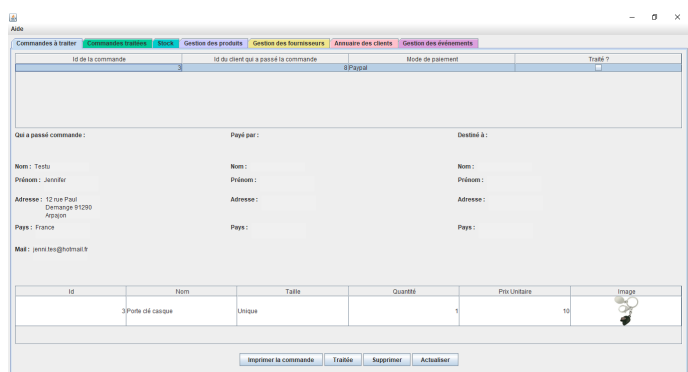 Aide
Commandes à traiter Commandes traitées Stock Gestion des produits Gestion des fournisseurs Annuaire des clients Gestion des événements
Id de la commande Id du client qui a passé la commande Mode de paiement Traité ?
3 8 Paypal
Qui a passé commande : Payé par : Destiné à :
Nom : Testu Nom : Nom :
Prénom : Jennifer Prénom : Prénom :
Adresse : 12 rue Paul Adresse : Adresse :
Demange 91290
Arpajon
Pays : France Pays : Pays :
Mail : jenni.tes@hotmail.fr
Id Nom Taille Quantité Prix Unitaire Image
3 Porte clé casque Unique 1 10
Imprimer la commande Traitée Supprimer Actualiser